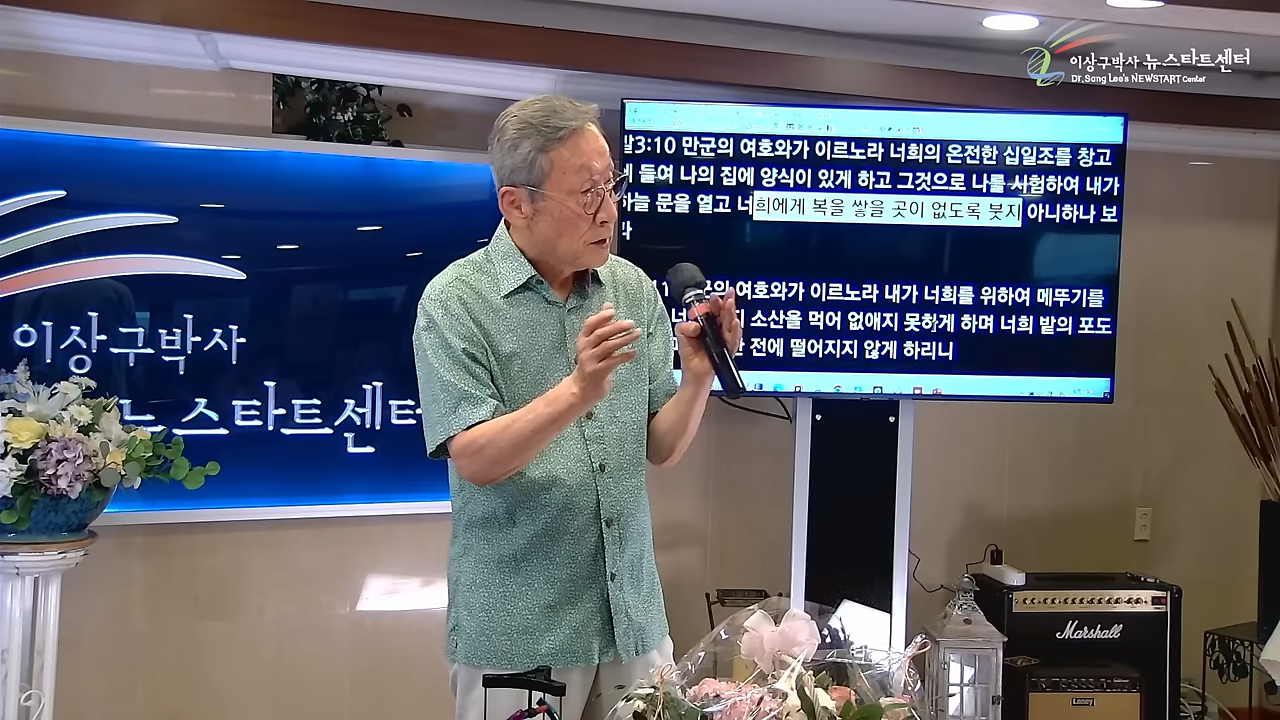 이상구박사 뉴스타트센터
Dr. Sang Lee's NEWSTART Center
말3:10 만군의 여호와가 이르노라 너희의 온전한 십일조를 창고
에 들여 나의 집에 양식이 있게 하고 그것으로 나를 시험하여 내가
하늘 문을 열고 너희에게 복을 쌓을 곳이 없도록 붓지 아니하나 보
라
여호와가 이르노라 내가 너희를 위하여 메뚜기를
소산을 먹어 없애지 못하게 하며 너희 밭의 포도
전에 떨어지지 않게 하리니
이상구박사
뉴스타트센터
Marshall
Laney